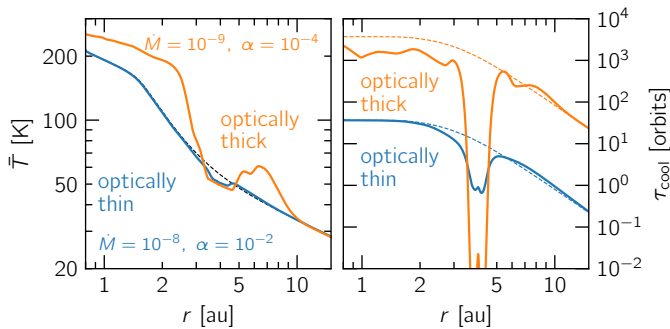 Ṁ = 10⁻⁹, α = 10⁻⁴
optically
thick
optically
thin
Ṁ = 10⁻⁸, α = 10⁻²
T̄ [K]
200
100
50
20
1
2
5
10
r [au]
optically
thick
optically
thin
10⁵
10⁴
10³
10²
10¹
10⁰
10⁻¹
10⁻²
τcool [orbits]
1
2
5
10
r [au]